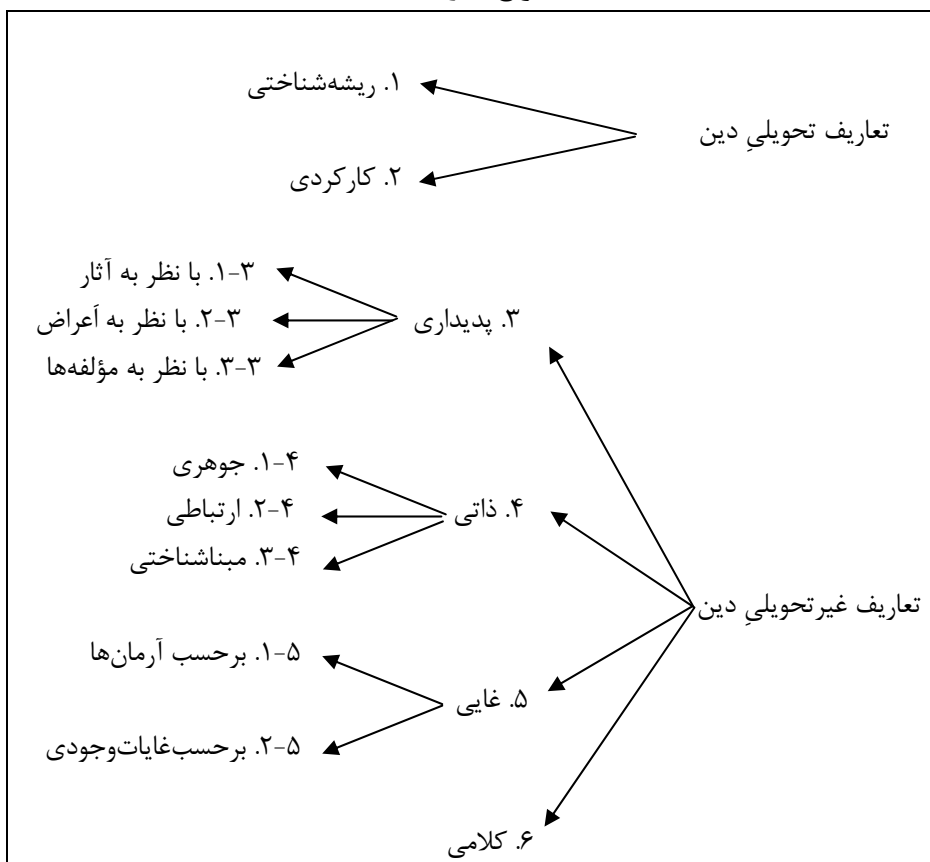 ۱. ریشه‌شناختی
تعاریف تحویلیِ دین
۲. کارکردی
۳-۱. با نظر به آثار
۳. پدیداری
۳-۲. با نظر به اَعراض
۳-۳. با نظر به مؤلفه‌ها
۴-۱. جوهری
۴. ذاتی
۴-۲. ارتباطی
۴-۳. مبناشناختی
تعاریف غیرتحویلیِ دین
۵-۱. برحسب آرمان‌ها
۵. غایی
۵-۲. برحسب‌غایات‌وجودی
۶. کلامی